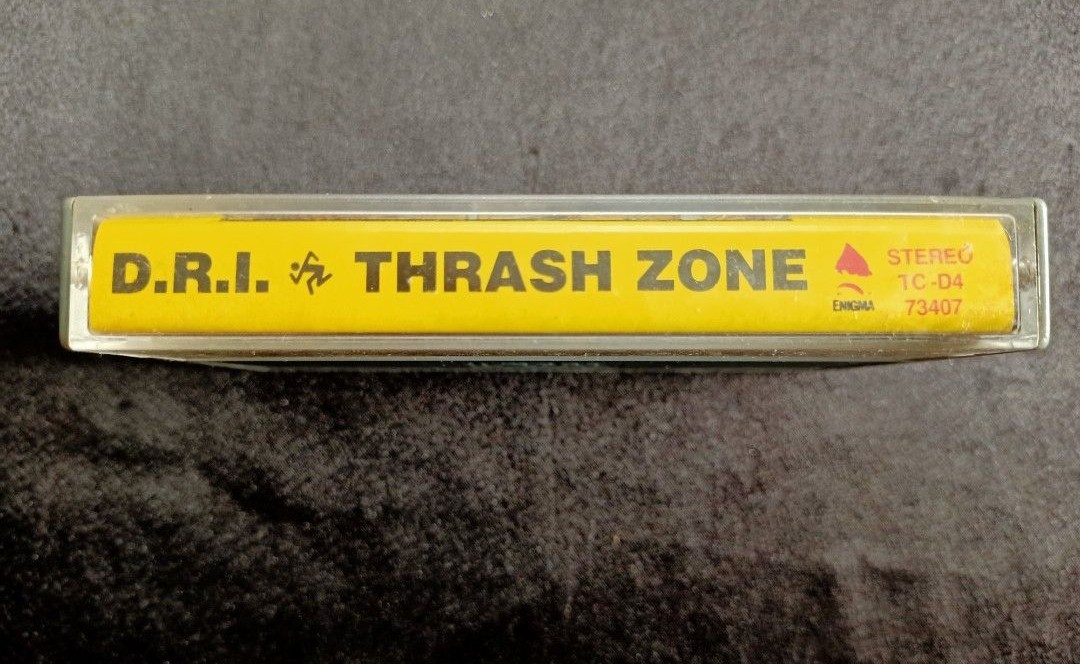 D.R.I. THRASH ZONE
ENIGMA
STEREO
TC-D4
73407